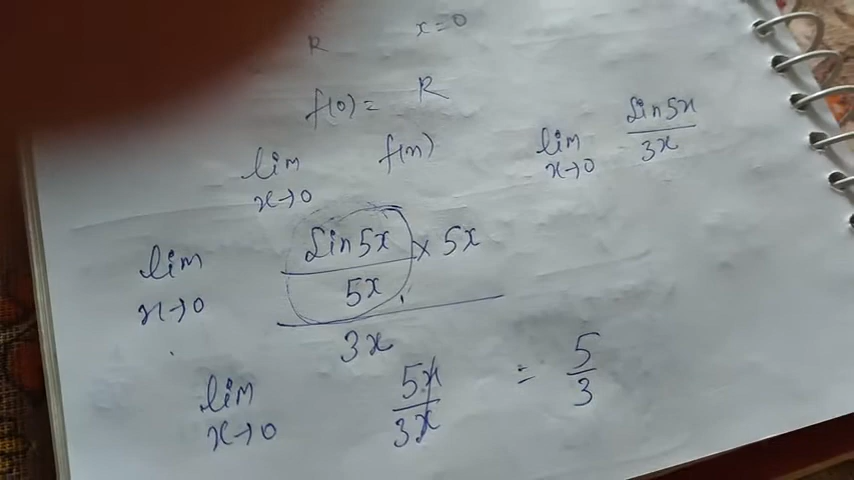 R x=0
f(0) = R
lim x→0 f(n) lim x→0 sin5x / 3x
lim x→0 sin5x / 5x × 5x / 3x
lim x→0 5x / 3x = 5 / 3